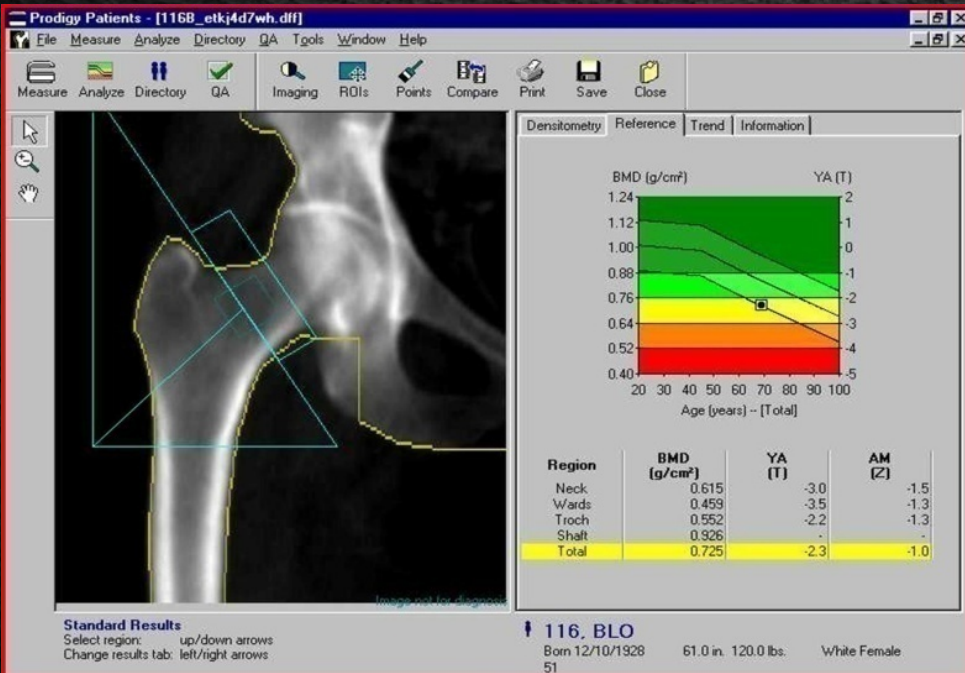 Prodigy Patients - [116B_etkj4d7wh.dff]
File Measure Analyze Directory QA Tools Window Help
Measure Analyze Directory QA Imaging ROIs Points Compare Print Save Close
Densitometry Reference Trend Information
BMD (g/cm²) YA (T)
1.24 2
1.12 1
1.00 0
0.88 -1
0.76 -2
0.64 -3
0.52 -4
0.40 -5
20 30 40 50 60 70 80 90 100
Age (years) -- [Total]
Region BMD (g/cm²) YA (T) AM (Z)
Neck 0.615 -3.0 -1.5
Wards 0.459 -3.5 -1.3
Troch 0.552 -2.2 -1.3
Shaft 0.926 - -
Total 0.725 -2.3 -1.0
Image not for diagnosis
Standard Results
Select region: up/down arrows
Change results tab: left/right arrows
116, BLO
Born 12/10/1928 61.0 in. 120.0 lbs. White Female
51